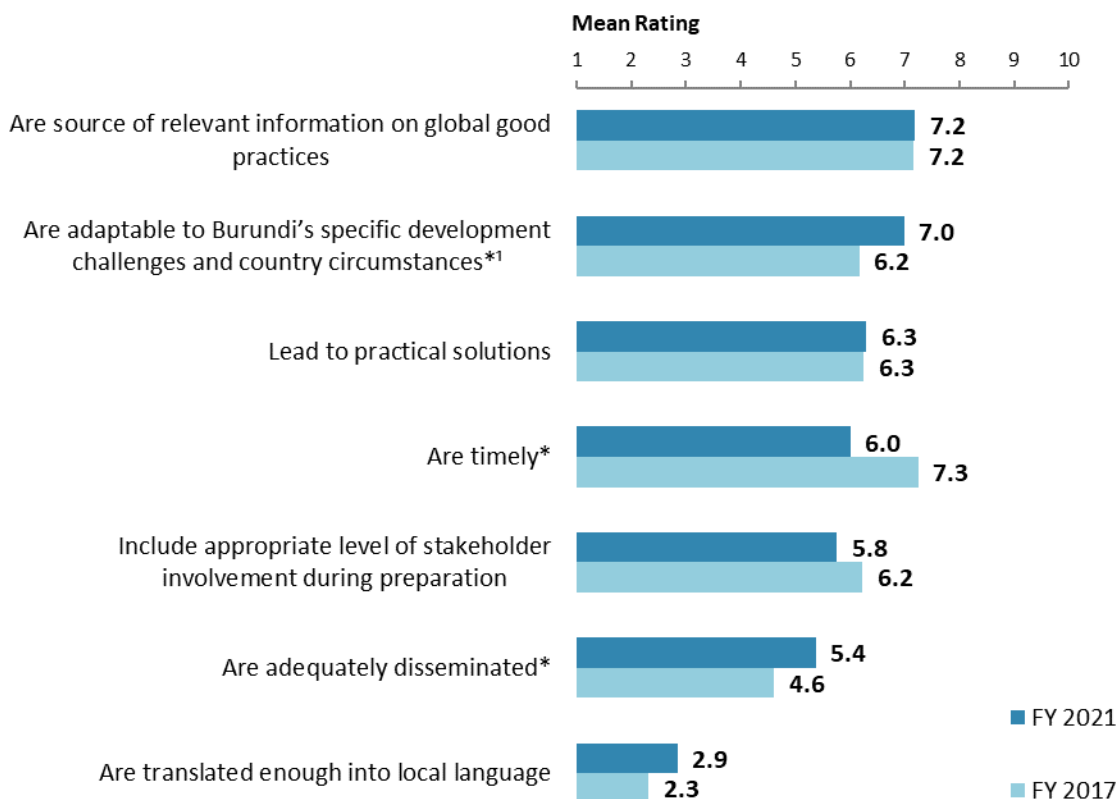 Mean Rating
1 2 3 4 5 6 7 8 9 10
Are source of relevant information on global good
practices
7.2
7.2
Are adaptable to Burundi’s specific development
challenges and country circumstances*¹
7.0
6.2
Lead to practical solutions
6.3
6.3
Are timely*
6.0
7.3
Include appropriate level of stakeholder
involvement during preparation
5.8
6.2
Are adequately disseminated*
5.4
4.6
Are translated enough into local language
2.9
2.3
FY 2021
FY 2017